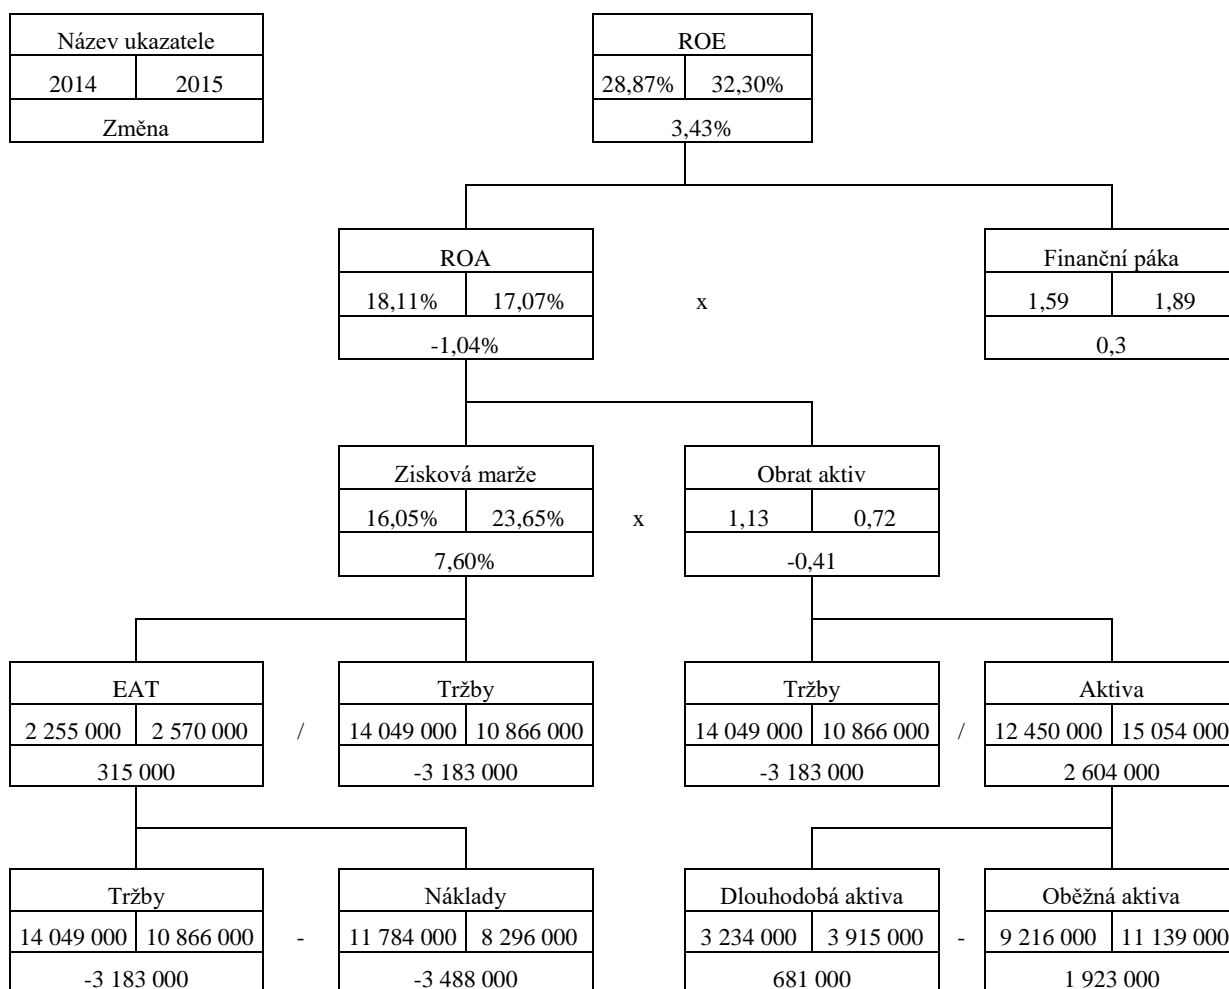 Název ukazatele
2014 2015
Změna
ROE
28,87% 32,30%
3,43%
ROA
18,11% 17,07%
-1,04%
x
Finanční páka
1,59 1,89
0,3
Zisková marže
16,05% 23,65%
7,60%
x
Obrat aktiv
1,13 0,72
-0,41
EAT
2 255 000 2 570 000
315 000
/
Tržby
14 049 000 10 866 000
-3 183 000
Tržby
14 049 000 10 866 000
-3 183 000
/
Aktiva
12 450 000 15 054 000
2 604 000
Tržby
14 049 000 10 866 000
-3 183 000
-
Náklady
11 784 000 8 296 000
-3 488 000
Dlouhodobá aktiva
3 234 000 3 915 000
681 000
-
Oběžná aktiva
9 216 000 11 139 000
1 923 000